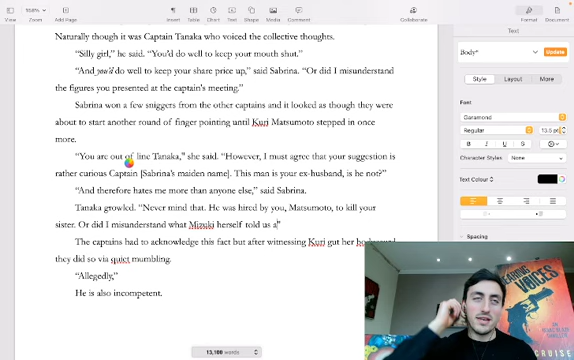 View
Zoom
Add Page
Insert
Table
Chart
Text
Shape
Media
Comment
Collaborate
Format
Document
Naturally though it was Captain Tanaka who voiced the collective thoughts.
“Silly girl,” he said. “You’d do well to keep your mouth shut.”
“And you’d do well to keep your share price up,” said Sabrina. “Or did I misunderstand
the figures you presented at the captain's meeting.”
Sabrina won a few sniggers from the other captains and it looked as though they were
about to start another round of finger pointing until Kuri Matsumoto stepped in once
more.
“You are out of line Tanaka,” she said. “However, I must agree that your suggestion is
rather curious Captain [Sabrina’s maiden name]. This man is your ex-husband, is he not?”
“And therefore hates me more than anyone else,” said Sabrina.
Tanaka growled. “Never mind that. He was hired by you, Matsumoto, to kill your
sister. Or did I misunderstand what Mizuki herself told us a”
The captains had to acknowledge this fact but after witnessing Kuri gut her
they did so via quiet mumbling.
“Allegedly,”
He is also incompetent.
13,108 words
Text
Body*
Update
Style
Layout
More
Font
Garamond
Regular
13.5 pt
B I U S
Character Styles
None
Text Colour
Spacing
HEARING
VOICES
CRUISE